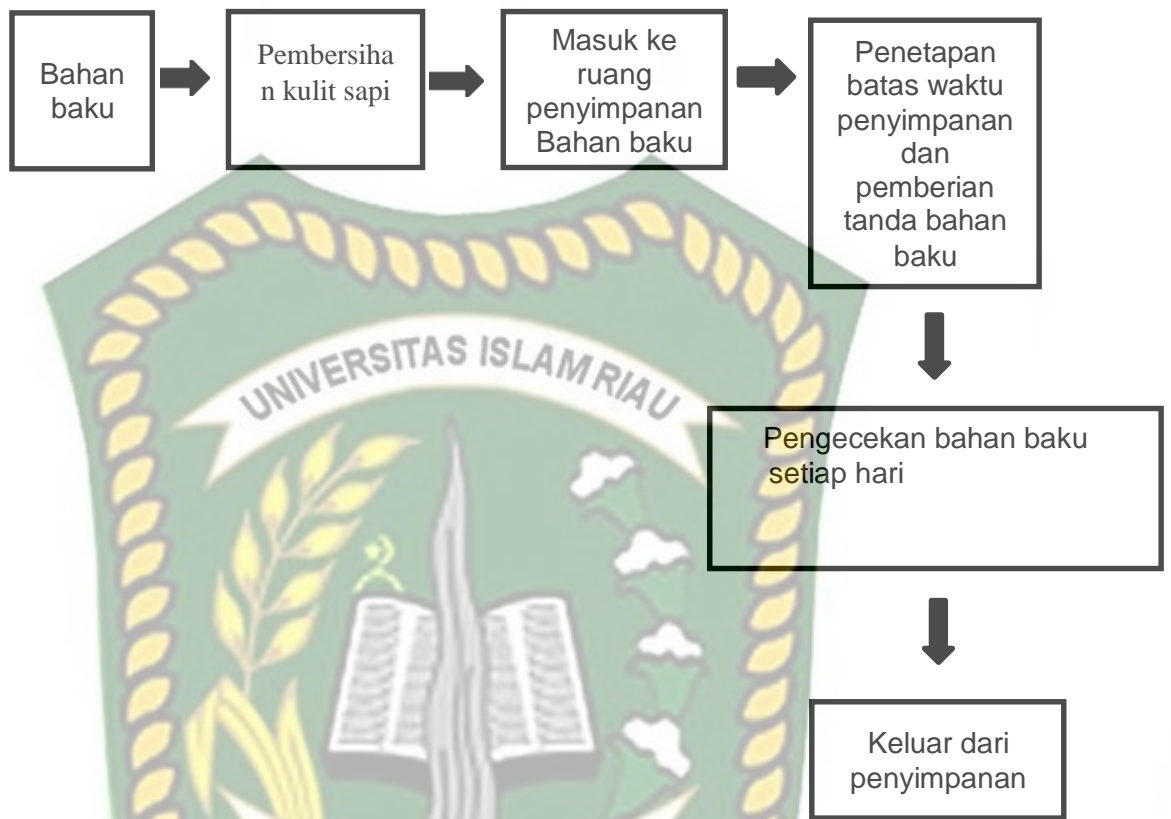 Bahan
baku
Pembersiha
n kulit sapi
Masuk ke
ruang
penyimpanan
Bahan baku
Penetapan
batas waktu
penyimpanan
dan
pemberian
tanda bahan
baku
UNIVERSITAS ISLAM RIAU
Pengecekan bahan baku
setiap hari
Keluar dari
penyimpanan